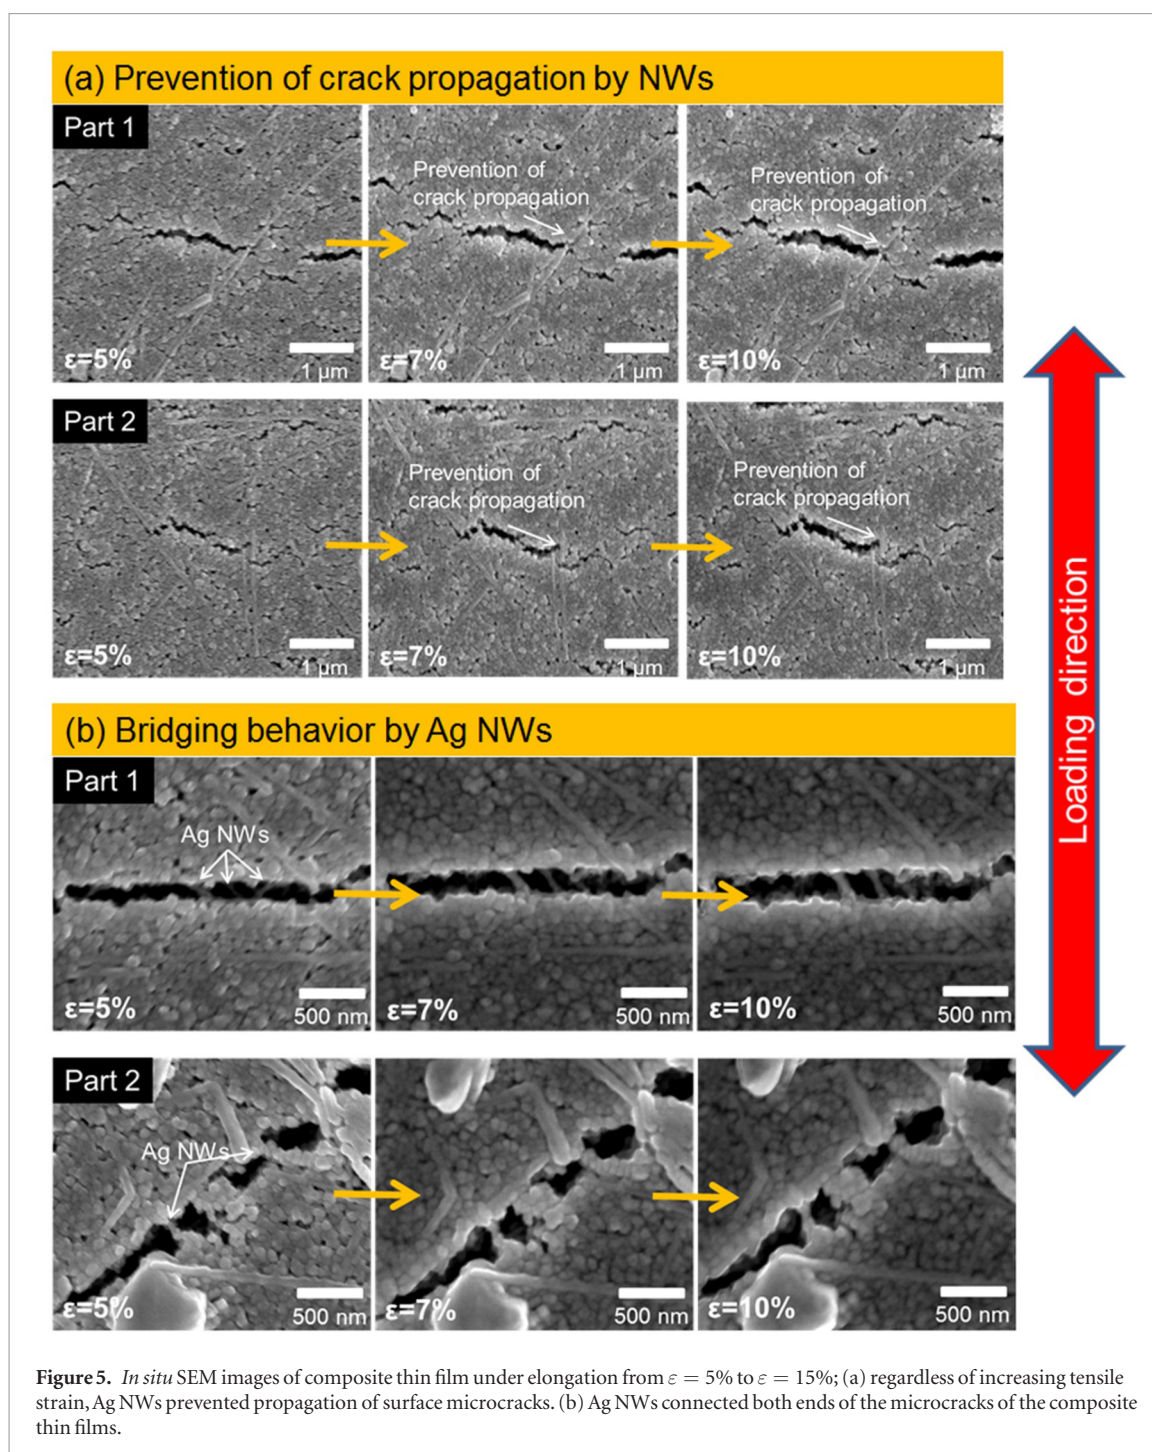 (a) Prevention of crack propagation by NWs
Part 1
Prevention of
crack propagation
Prevention of
crack propagation
ε=5%
1 µm
ε=7%
1 µm
ε=10%
1 µm
Part 2
Prevention of
crack propagation
Prevention of
crack propagation
ε=5%
1 µm
ε=7%
1 µm
ε=10%
1 µm
Loading direction
(b) Bridging behavior by Ag NWs
Part 1
Ag NWs
ε=5%
500 nm
ε=7%
500 nm
ε=10%
500 nm
Part 2
Ag NWs
ε=5%
500 nm
ε=7%
500 nm
ε=10%
500 nm
Figure 5. In situ SEM images of composite thin film under elongation from ε = 5% to ε = 15%; (a) regardless of increasing tensile
strain, Ag NWs prevented propagation of surface microcracks. (b) Ag NWs connected both ends of the microcracks of the composite
thin films.